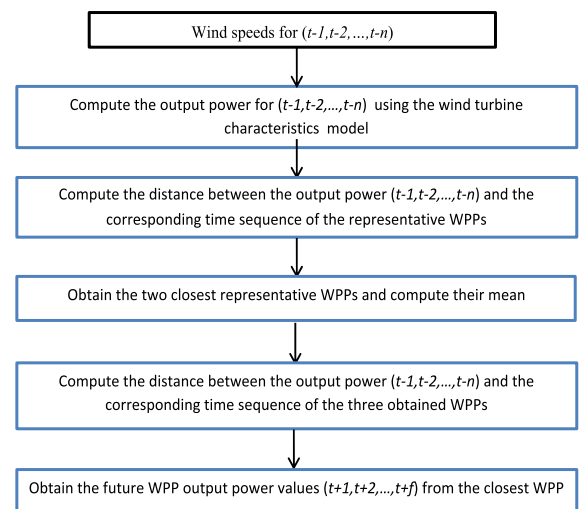 Wind speeds for (t-1,t-2,...,t-n)
Compute the output power for (t-1,t-2,...,t-n) using the wind turbine
characteristics model
Compute the distance between the output power (t-1,t-2,...,t-n) and the
corresponding time sequence of the representative WPPs
Obtain the two closest representative WPPs and compute their mean
Compute the distance between the output power (t-1,t-2,...,t-n) and the
corresponding time sequence of the three obtained WPPs
Obtain the future WPP output power values (t+1,t+2,...,t+f) from the closest WPP